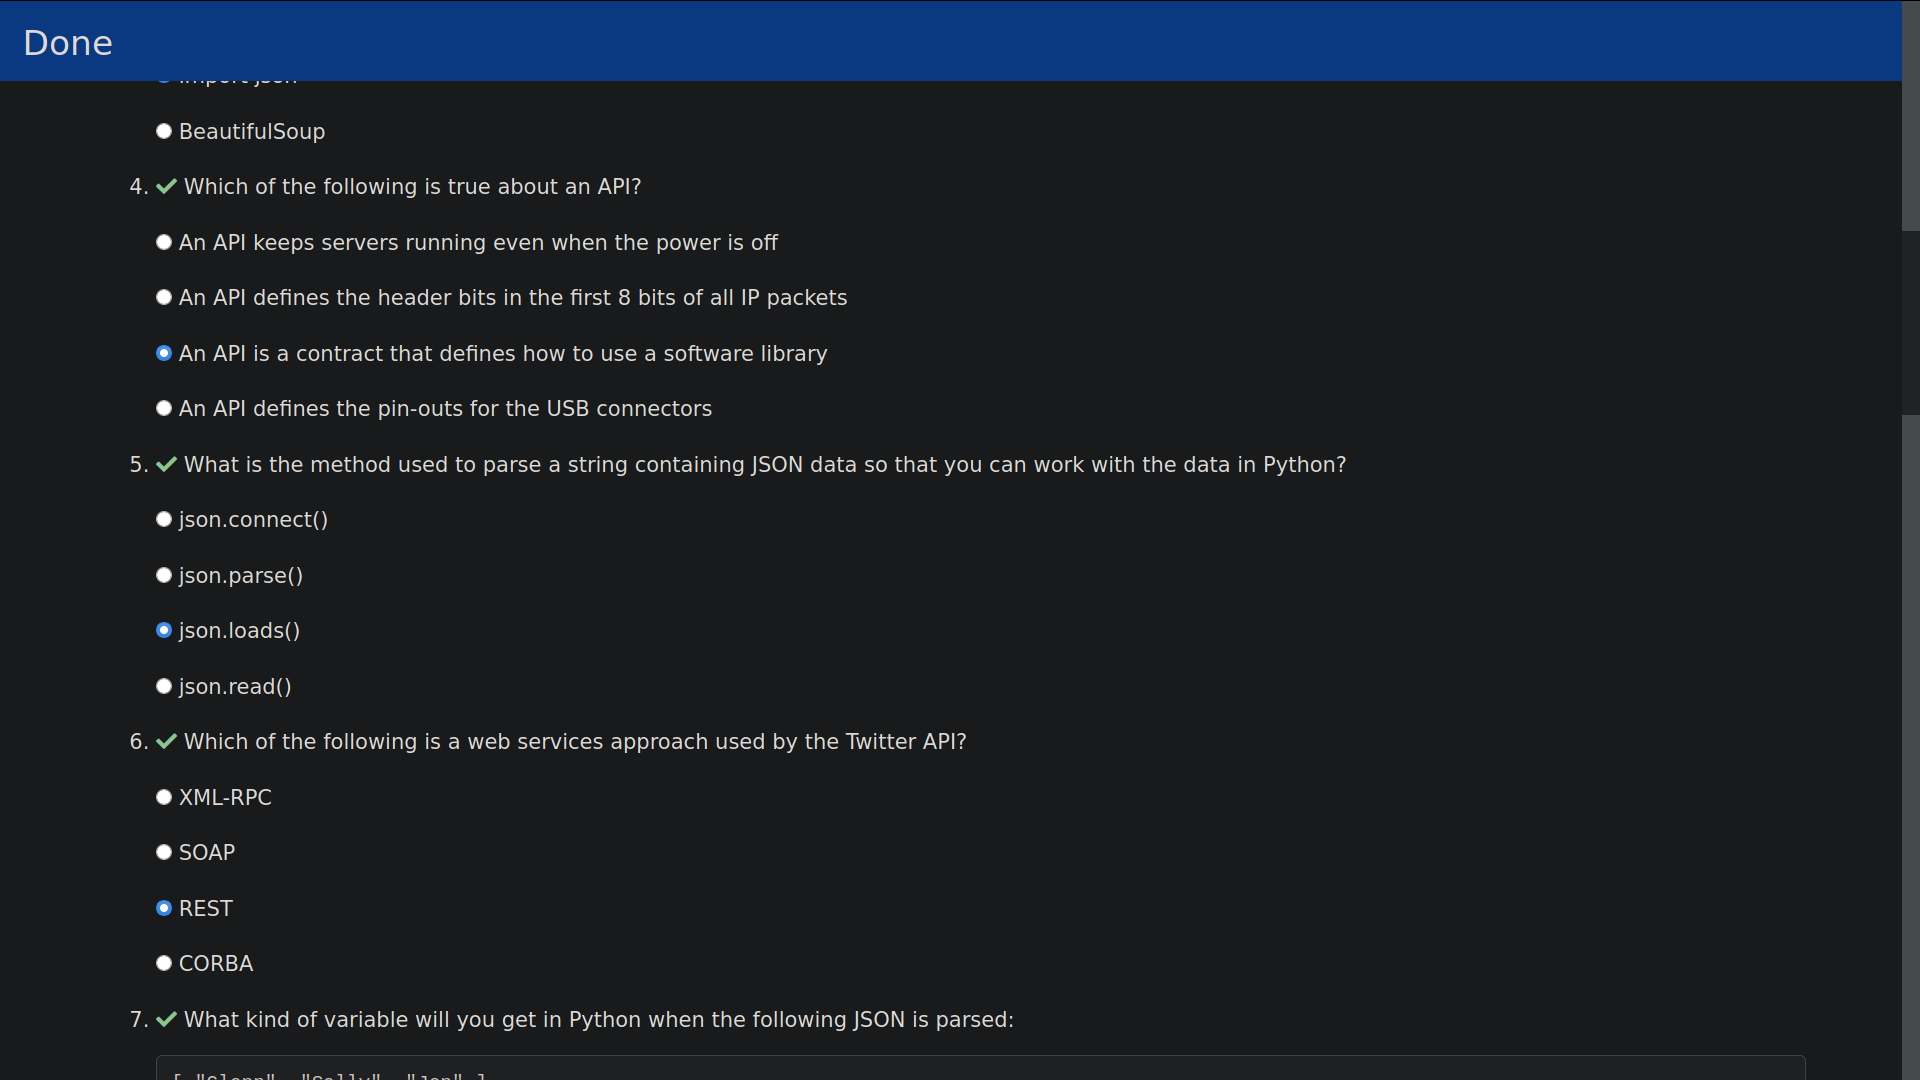 Done
import json
BeautifulSoup
4. Which of the following is true about an API?
An API keeps servers running even when the power is off
An API defines the header bits in the first 8 bits of all IP packets
An API is a contract that defines how to use a software library
An API defines the pin-outs for the USB connectors
5. What is the method used to parse a string containing JSON data so that you can work with the data in Python?
json.connect()
json.parse()
json.loads()
json.read()
6. Which of the following is a web services approach used by the Twitter API?
XML-RPC
SOAP
REST
CORBA
7. What kind of variable will you get in Python when the following JSON is parsed:
[ "Glenn", "Sally", "Jen" ]